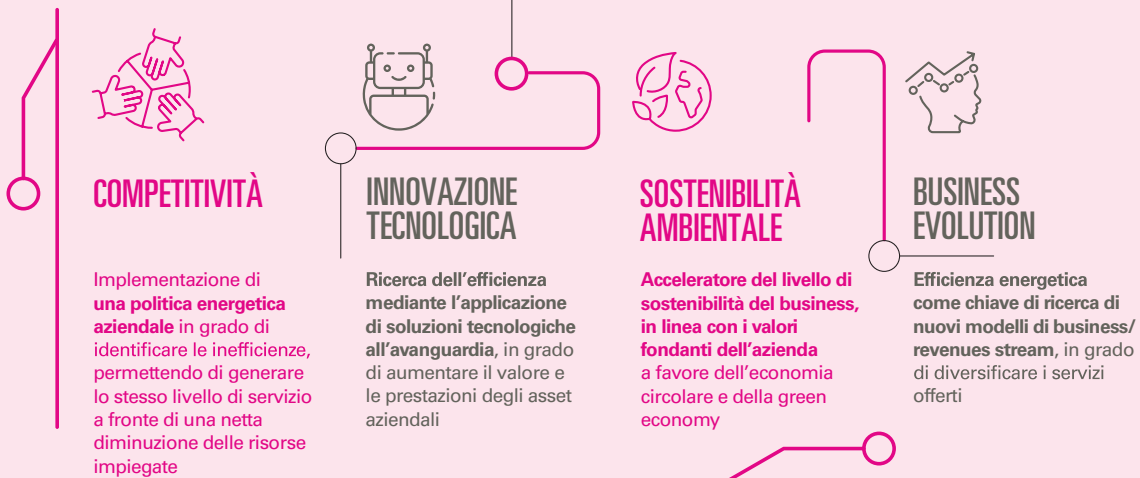 COMPETITIVITÀ
Implementazione di
una politica energetica
aziendale in grado di
identificare le inefficienze,
permettendo di generare
lo stesso livello di servizio
a fronte di una netta
diminuzione delle risorse
impiegate
INNOVAZIONE
TECNOLOGICA
Ricerca dell'efficienza
mediante l'applicazione
di soluzioni tecnologiche
all'avanguardia, in grado
di aumentare il valore e
le prestazioni degli asset
aziendali
SOSTENIBILITÀ
AMBIENTALE
Acceleratore del livello di
sostenibilità del business,
in linea con i valori
fondanti dell'azienda
a favore dell'economia
circolare e della green
economy
BUSINESS
EVOLUTION
Efficienza energetica
come chiave di ricerca di
nuovi modelli di business/
revenues stream, in grado
di diversificare i servizi
offerti